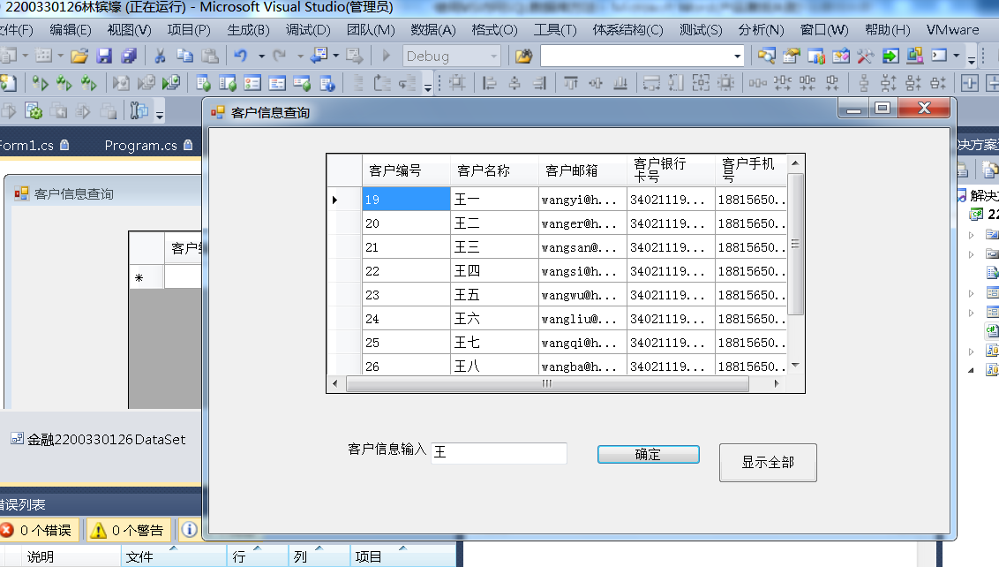 2200330126林镔壕 (正在运行) - Microsoft Visual Studio(管理员)
文件(F) 编辑(E) 视图(V) 项目(P) 生成(B) 调试(D) 团队(M) 数据(A) 格式(O) 工具(T) 体系结构(C) 测试(S) 分析(N) 窗口(W) 帮助(H) VMware
Debug
客户信息查询
Form1.cs Program.cs
决方案
客户信息查询
解决方
22
客户编
*
客户编号 客户名称 客户邮箱 客户银行卡号 客户手机号
19 王一 wangyi@h... 34021119... 18815650..
20 王二 wanger@h... 34021119... 18815650..
21 王三 wangsan@... 34021119... 18815650..
22 王四 wangsi@h... 34021119... 18815650..
23 王五 wangwu@h... 34021119... 18815650..
24 王六 wangliu@... 34021119... 18815650..
25 王七 wangqi@h... 34021119... 18815650..
26 王八 wangba@h... 34021119... 18815650..
金融2200330126DataSet
客户信息输入 王 确定 显示全部
错误列表
0 个错误 0 个警告
说明 文件 行 列 项目